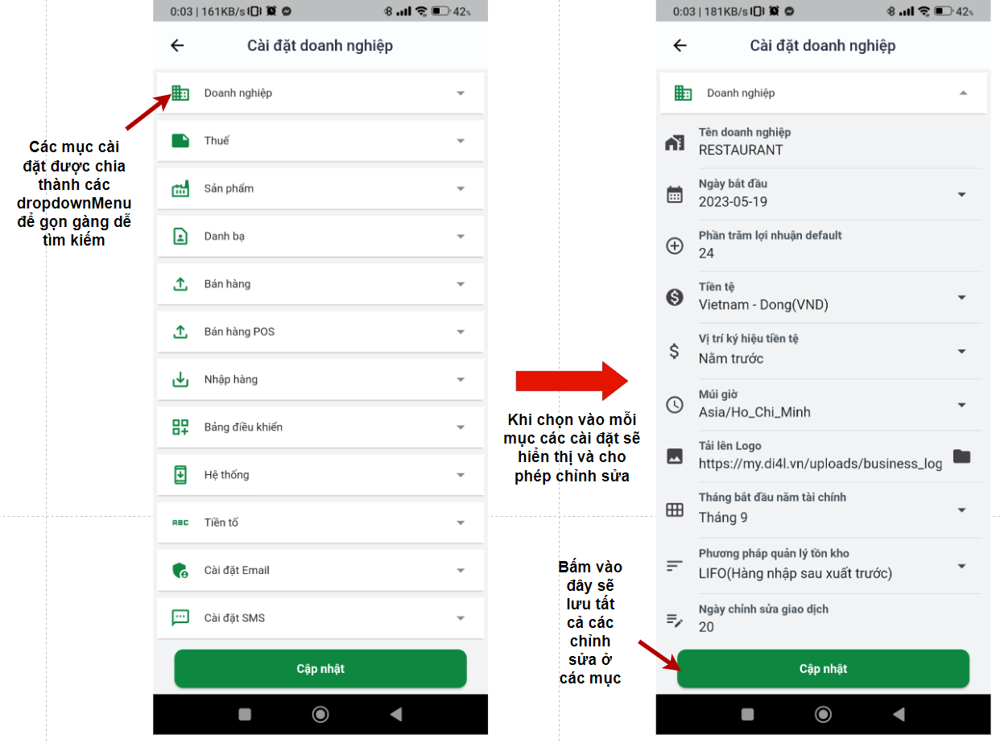 0:03 | 161KB/s
42%
Cài đặt doanh nghiệp
Doanh nghiệp
Thuế
Sản phẩm
Danh bạ
Bán hàng
Bán hàng POS
Nhập hàng
Bảng điều khiển
Hệ thống
ABC
Tiền tố
Cài đặt Email
Cài đặt SMS
Cập nhật
Các mục cài
đặt được chia
thành các
dropdownMenu
để gọn gàng dễ
tìm kiếm
Khi chọn vào mỗi
mục các cài đặt sẽ
hiển thị và cho
phép chỉnh sửa
0:03 | 181KB/s
42%
Cài đặt doanh nghiệp
Doanh nghiệp
Tên doanh nghiệp
RESTAURANT
Ngày bắt đầu
2023-05-19
Phần trăm lợi nhuận default
24
Tiền tệ
Vietnam - Dong(VND)
Vị trí ký hiệu tiền tệ
Nằm trước
Múi giờ
Asia/Ho_Chi_Minh
Tải lên Logo
https://my.di4l.vn/uploads/business_log
Tháng bắt đầu năm tài chính
Tháng 9
Phương pháp quản lý tồn kho
LIFO(Hàng nhập sau xuất trước)
Ngày chỉnh sửa giao dịch
20
Cập nhật
Bấm vào
đây sẽ
lưu tất
cả các
chỉnh
sửa ở
các mục